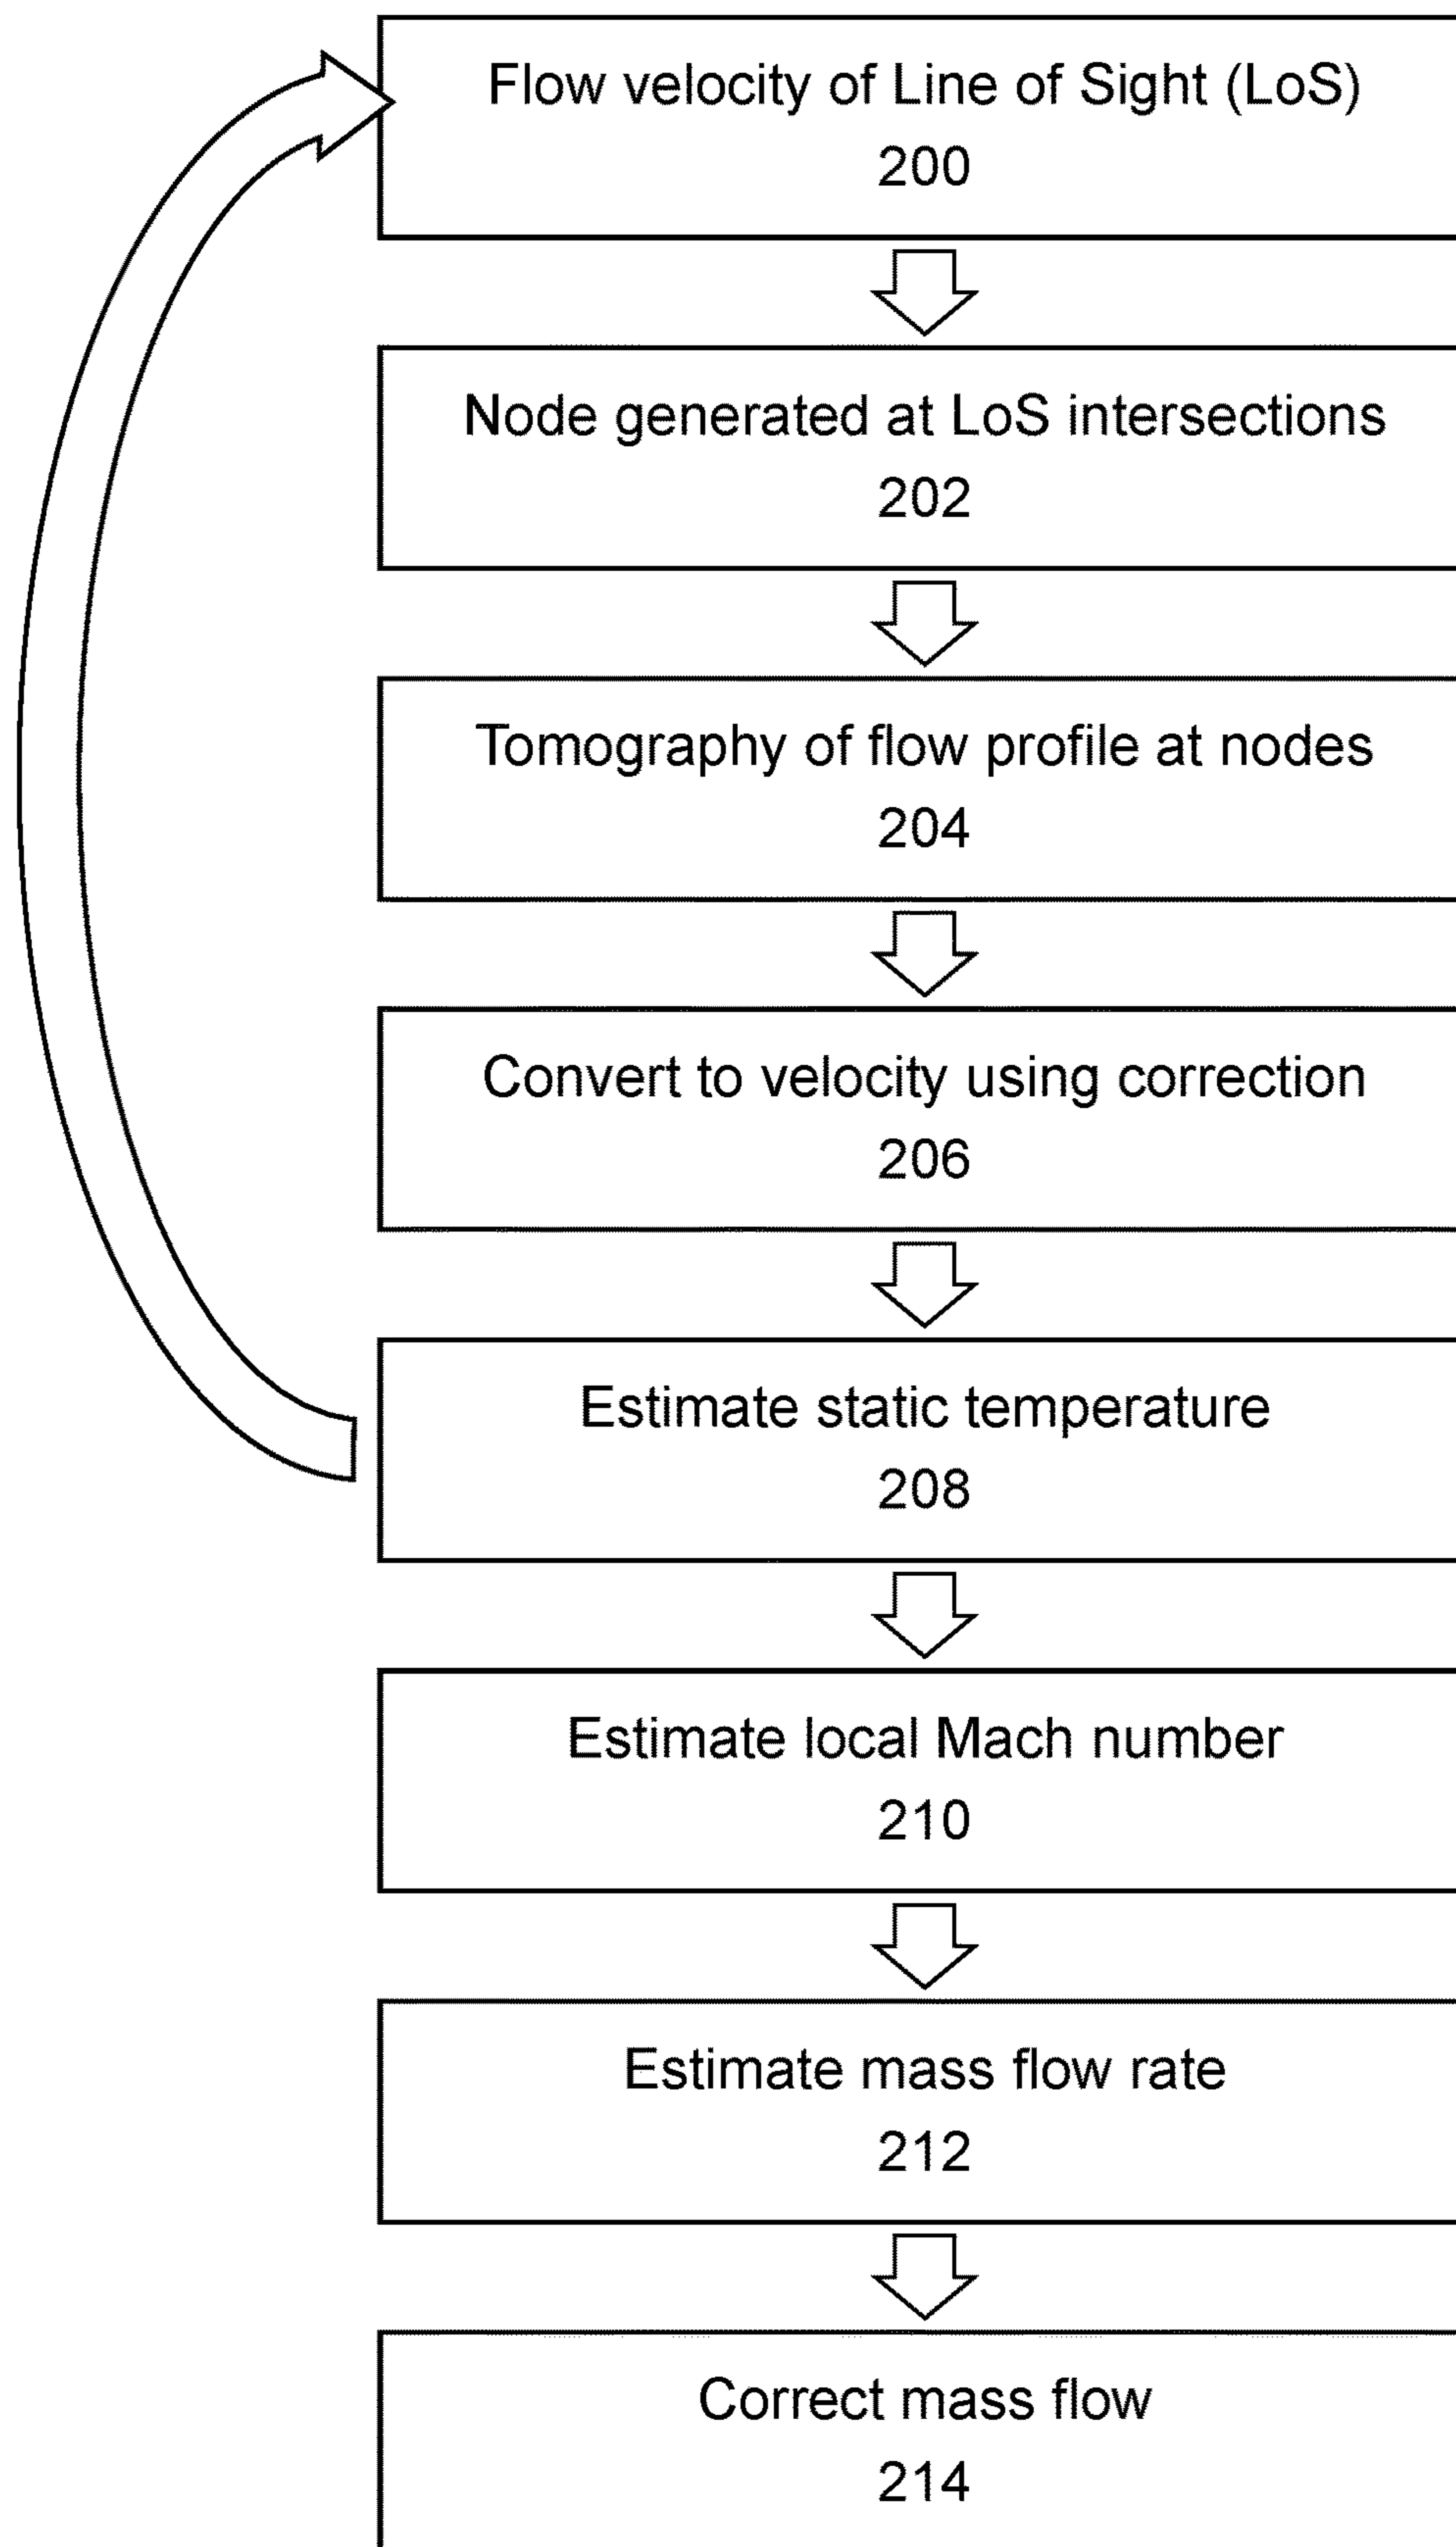 Flow velocity of Line of Sight (LoS)
200
Node generated at LoS intersections
202
Tomography of flow profile at nodes
204
Convert to velocity using correction
206
Estimate static temperature
208
Estimate local Mach number
210
Estimate mass flow rate
212
Correct mass flow
214